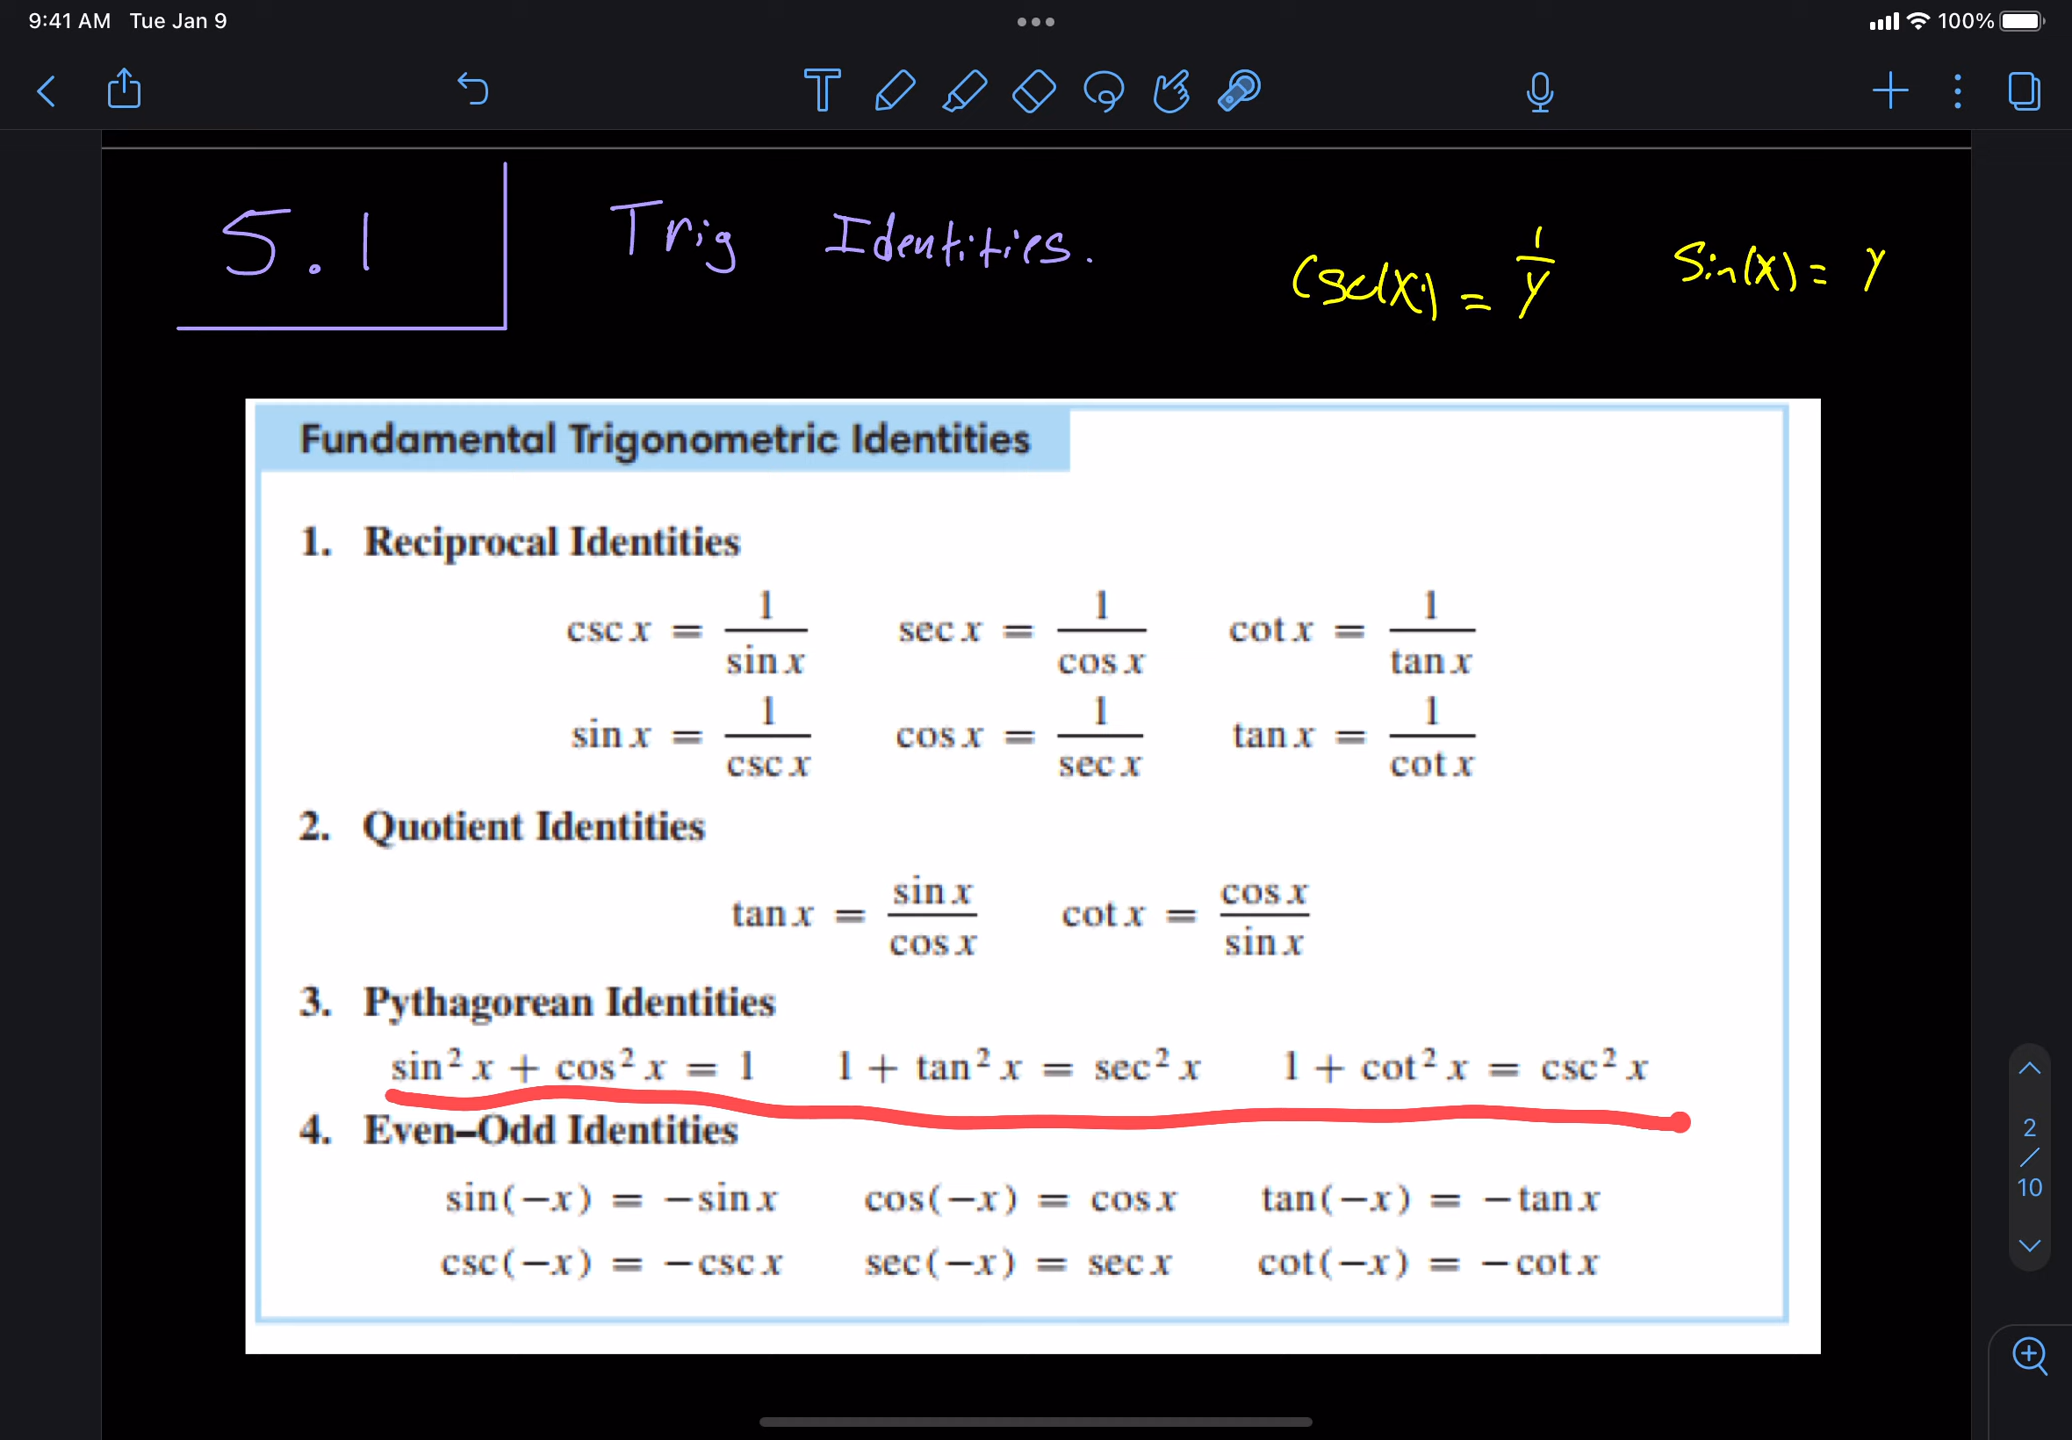 9:41 AM Tue Jan 9 100%
5.1 Trig Identities. csc(x) = 1/y sin(x) = y
Fundamental Trigonometric Identities
1. Reciprocal Identities
csc x = 1/sin x sec x = 1/cos x cot x = 1/tan x
sin x = 1/csc x cos x = 1/sec x tan x = 1/cot x
2. Quotient Identities
tan x = sin x/cos x cot x = cos x/sin x
3. Pythagorean Identities
sin² x + cos² x = 1 1 + tan² x = sec² x 1 + cot² x = csc² x
4. Even–Odd Identities
sin(−x) = −sin x cos(−x) = cos x tan(−x) = −tan x
csc(−x) = −csc x sec(−x) = sec x cot(−x) = −cot x
2
/
10